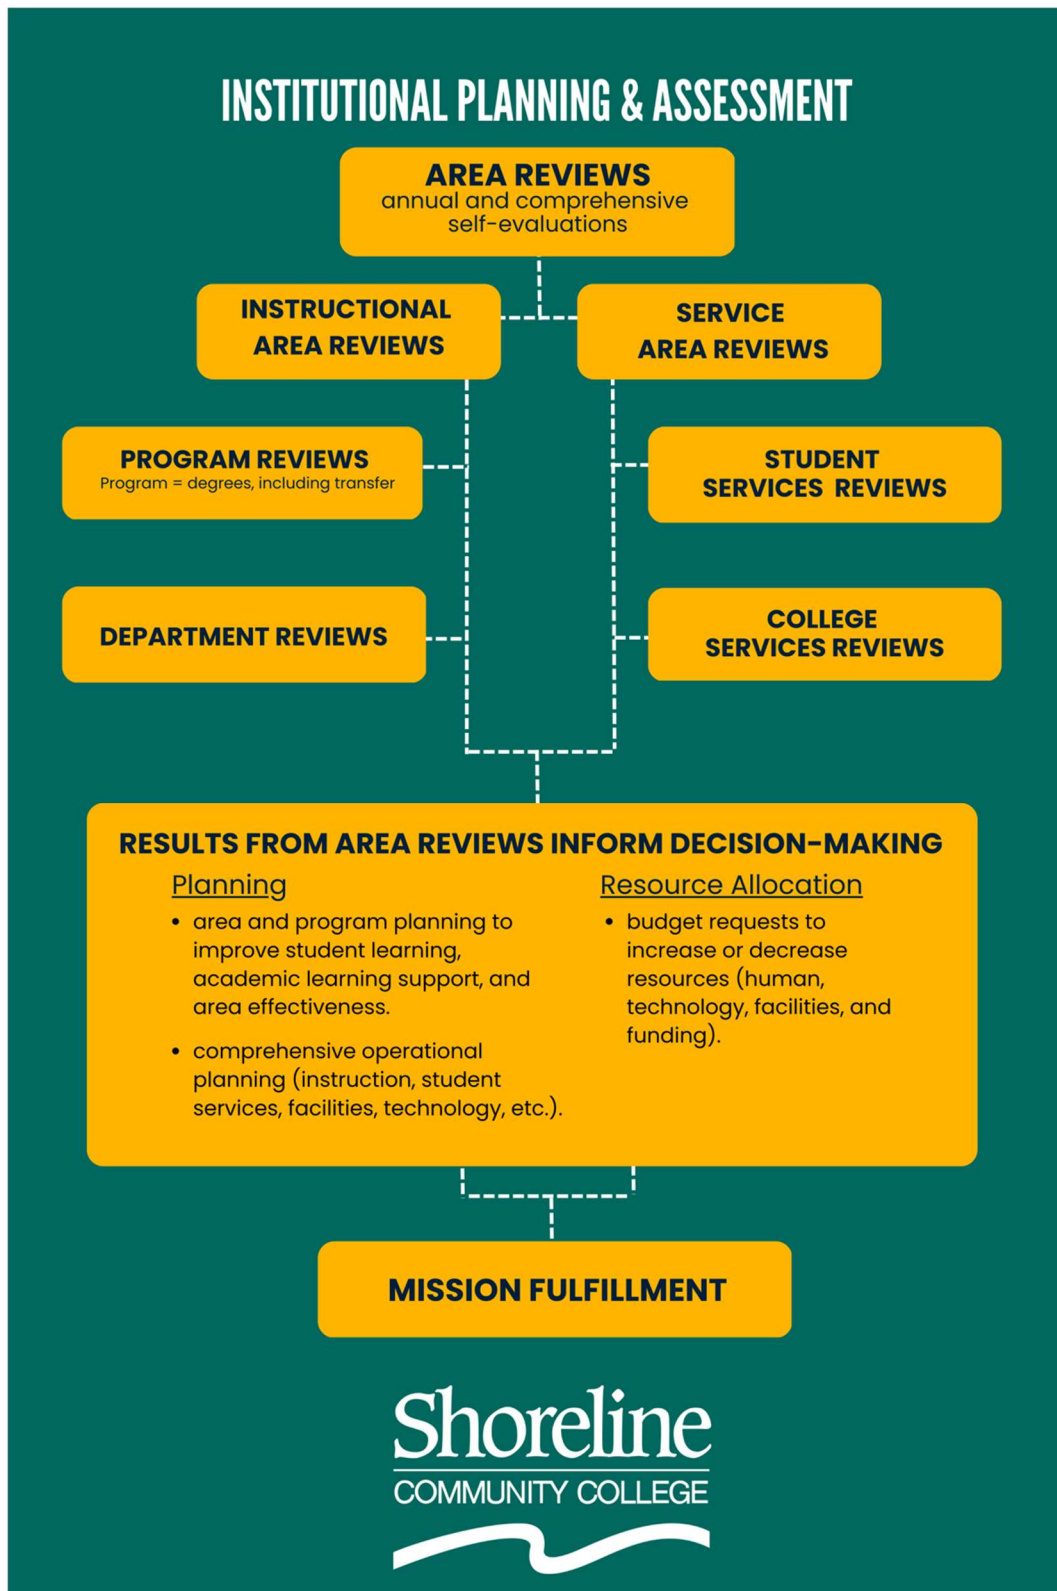 INSTITUTIONAL PLANNING & ASSESSMENT
AREA REVIEWS
annual and comprehensive
self-evaluations
INSTRUCTIONAL
AREA REVIEWS
SERVICE
AREA REVIEWS
PROGRAM REVIEWS
Program = degrees, including transfer
STUDENT
SERVICES REVIEWS
DEPARTMENT REVIEWS
COLLEGE
SERVICES REVIEWS
RESULTS FROM AREA REVIEWS INFORM DECISION-MAKING
Planning
• area and program planning to
improve student learning,
academic learning support, and
area effectiveness.
• comprehensive operational
planning (instruction, student
services, facilities, technology, etc.).
Resource Allocation
• budget requests to
increase or decrease
resources (human,
technology, facilities, and
funding).
MISSION FULFILLMENT
Shoreline
COMMUNITY COLLEGE